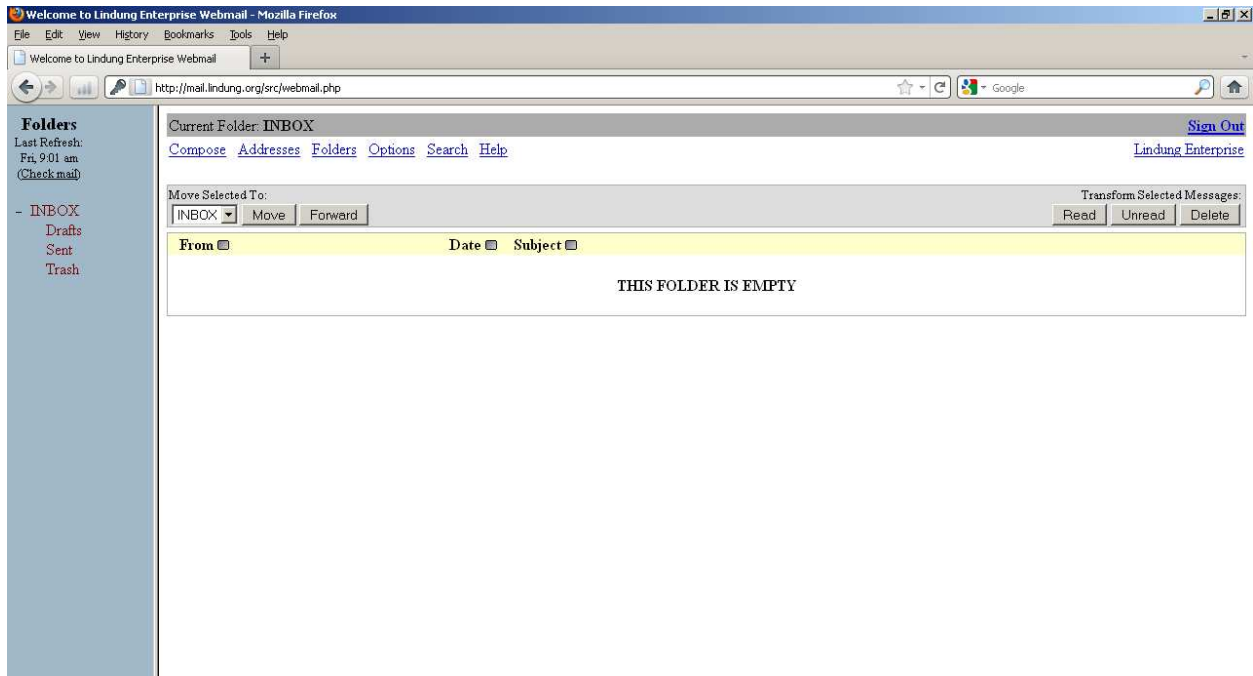 Welcome to Lindung Enterprise Webmail - Mozilla Firefox
File Edit View History Bookmarks Tools Help
Welcome to Lindung Enterprise Webmail
http://mail.lindung.org/src/webmail.php
Google
Folders
Last Refresh:
Fri, 9:01 am
(Check mail)
- INBOX
Drafts
Sent
Trash
Current Folder: INBOX Sign Out
Compose Addresses Folders Options Search Help Lindung Enterprise
Move Selected To: Transform Selected Messages:
INBOX Move Forward Read Unread Delete
From Date Subject
THIS FOLDER IS EMPTY